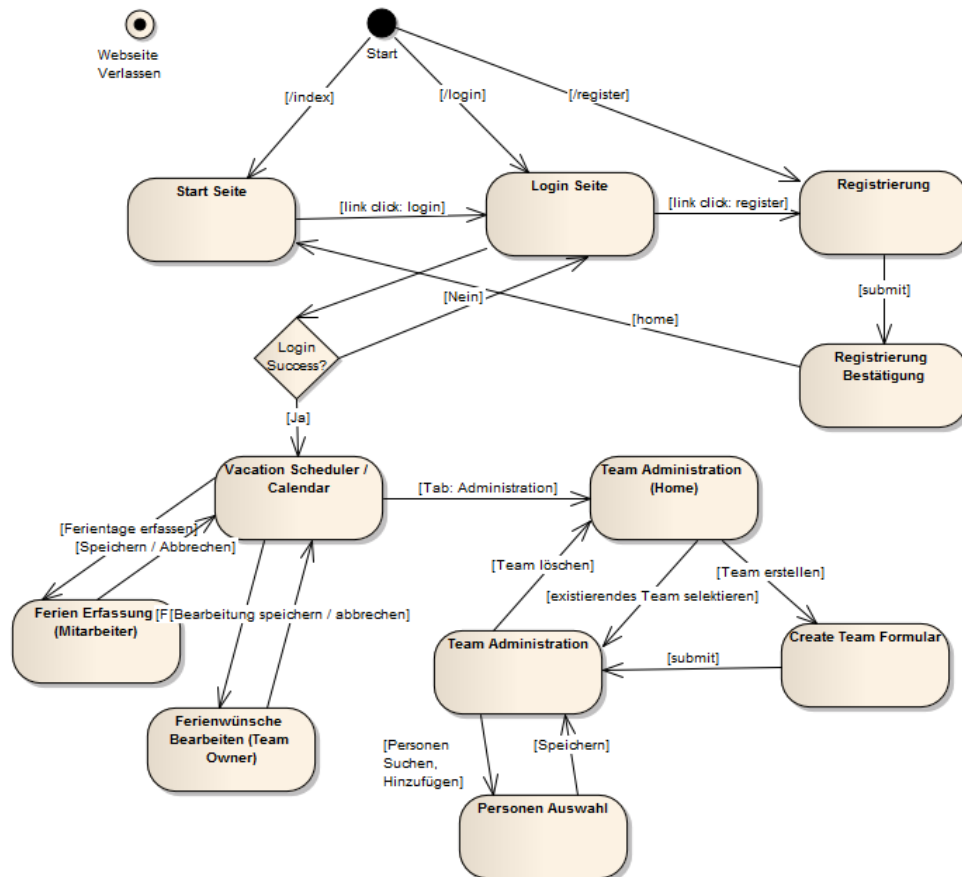 Webseite
Verlassen
Start
[/index]
[/login]
[/register]
Start Seite
Login Seite
Registrierung
[link click: login]
[link click: register]
[Nein]
[submit]
[home]
Login
Success?
Registrierung
Bestätigung
[Ja]
Vacation Scheduler /
Calendar
Team Administration
(Home)
[Tab: Administration]
[Ferientage erfassen]
[Speichern / Abbrechen]
[Team löschen]
[Team erstellen]
[existierendes Team selektieren]
Ferien Erfassung
(Mitarbeiter)
[F[Bearbeitung speichern / abbrechen]
Team Administration
Create Team Formular
[submit]
Ferienwünsche
Bearbeiten (Team
Owner)
[Personen
Suchen,
Hinzufügen]
[Speichern]
Personen Auswahl